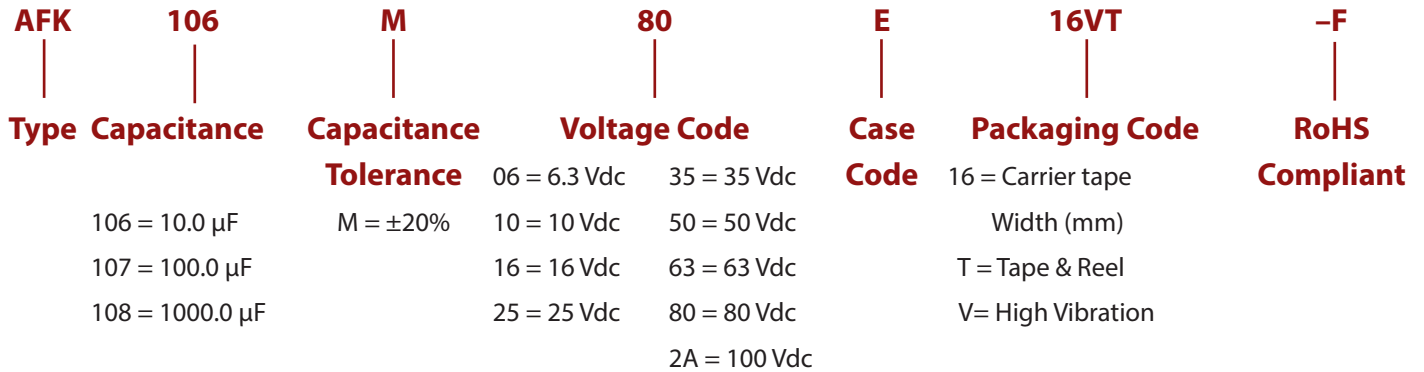 AFK 106 M 80 E 16VT –F
Type Capacitance Capacitance Voltage Code Case Packaging Code RoHS
Tolerance 06 = 6.3 Vdc 35 = 35 Vdc Code 16 = Carrier tape Compliant
106 = 10.0 µF M = ±20% 10 = 10 Vdc 50 = 50 Vdc Width (mm)
107 = 100.0 µF 16 = 16 Vdc 63 = 63 Vdc T = Tape & Reel
108 = 1000.0 µF 25 = 25 Vdc 80 = 80 Vdc V= High Vibration
2A = 100 Vdc